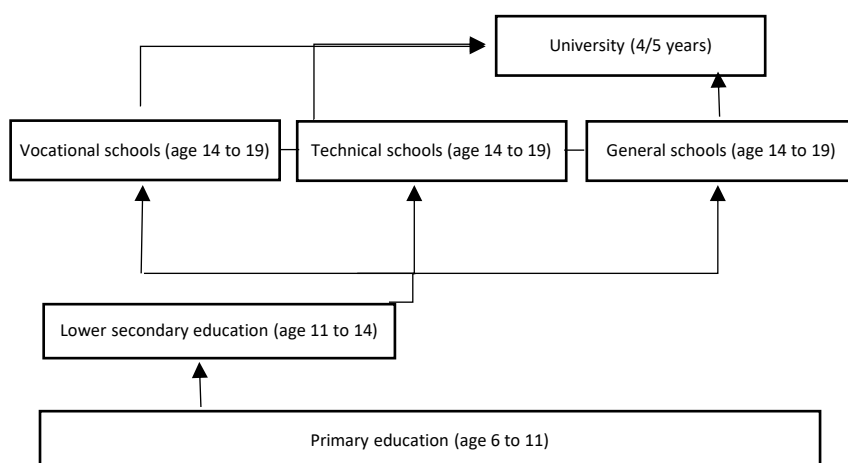 University (4/5 years)
Vocational schools (age 14 to 19)
Technical schools (age 14 to 19)
General schools (age 14 to 19)
Lower secondary education (age 11 to 14)
Primary education (age 6 to 11)